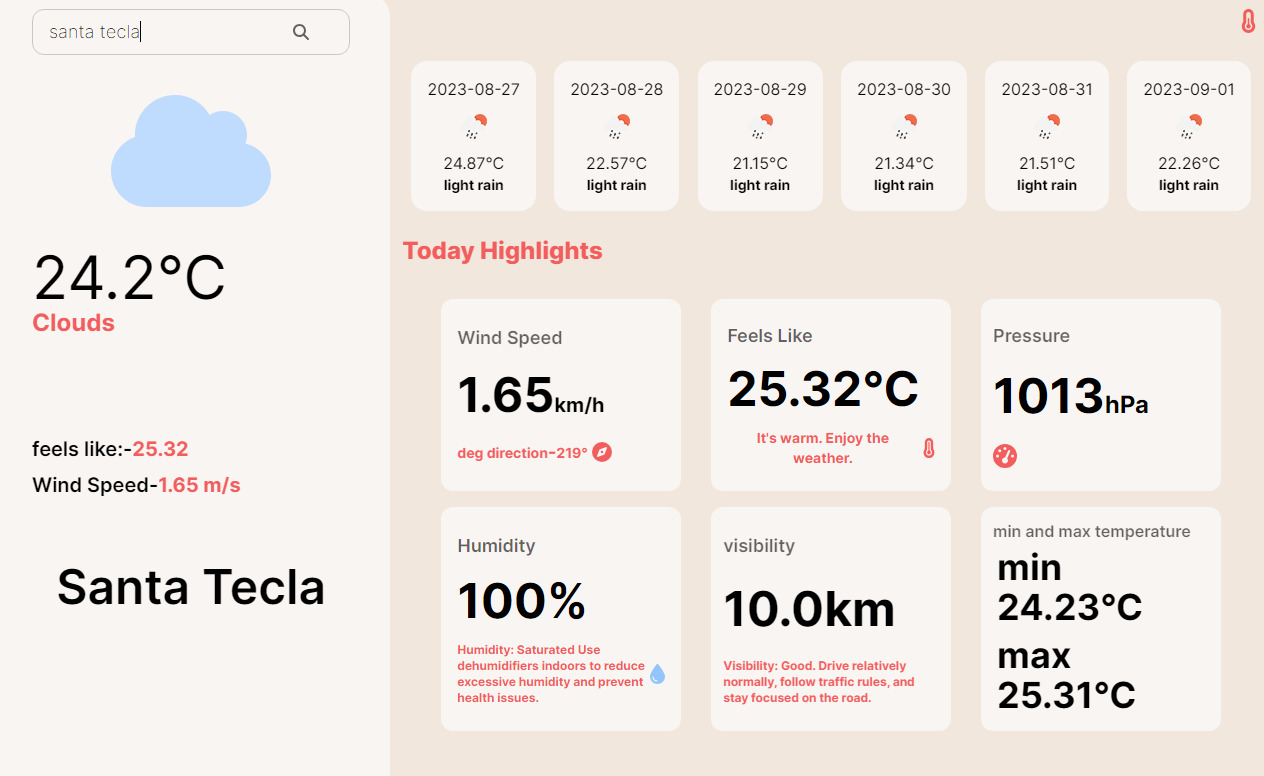 santa tecla
24.2°C
Clouds
feels like:-25.32
Wind Speed-1.65 m/s
Santa Tecla
2023-08-27
24.87°C
light rain
2023-08-28
22.57°C
light rain
2023-08-29
21.15°C
light rain
2023-08-30
21.34°C
light rain
2023-08-31
21.51°C
light rain
2023-09-01
22.26°C
light rain
Today Highlights
Wind Speed
1.65km/h
deg direction-219°
Feels Like
25.32°C
It's warm. Enjoy the
weather.
Pressure
1013hPa
Humidity
100%
Humidity: Saturated Use
dehumidifiers indoors to reduce
excessive humidity and prevent
health issues.
visibility
10.0km
Visibility: Good. Drive relatively
normally, follow traffic rules, and
stay focused on the road.
min and max temperature
min
24.23°C
max
25.31°C